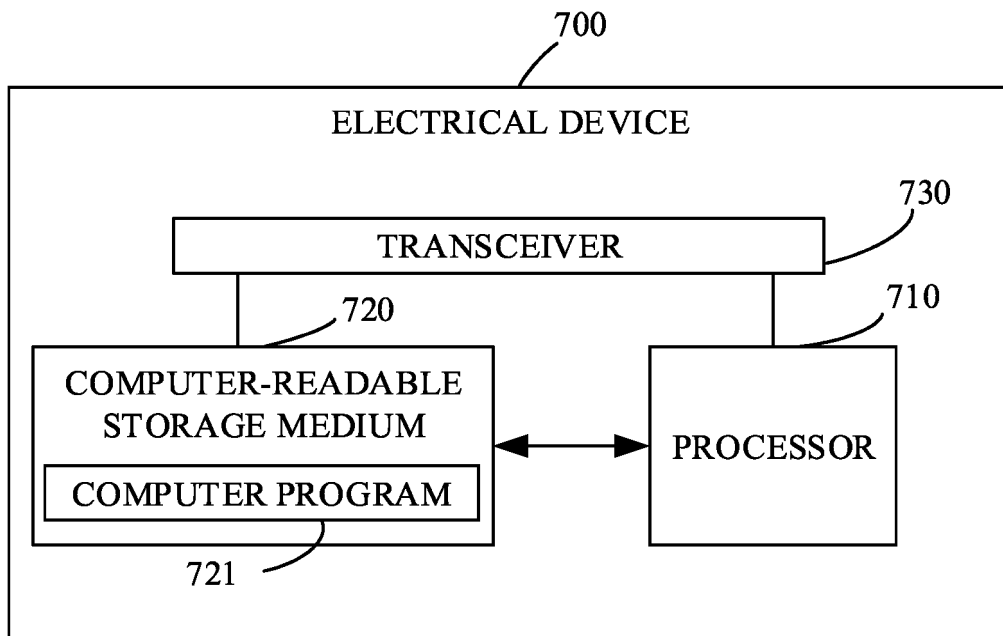 700
ELECTRICAL DEVICE
730
TRANSCEIVER
720
710
COMPUTER-READABLE
STORAGE MEDIUM
PROCESSOR
COMPUTER PROGRAM
721